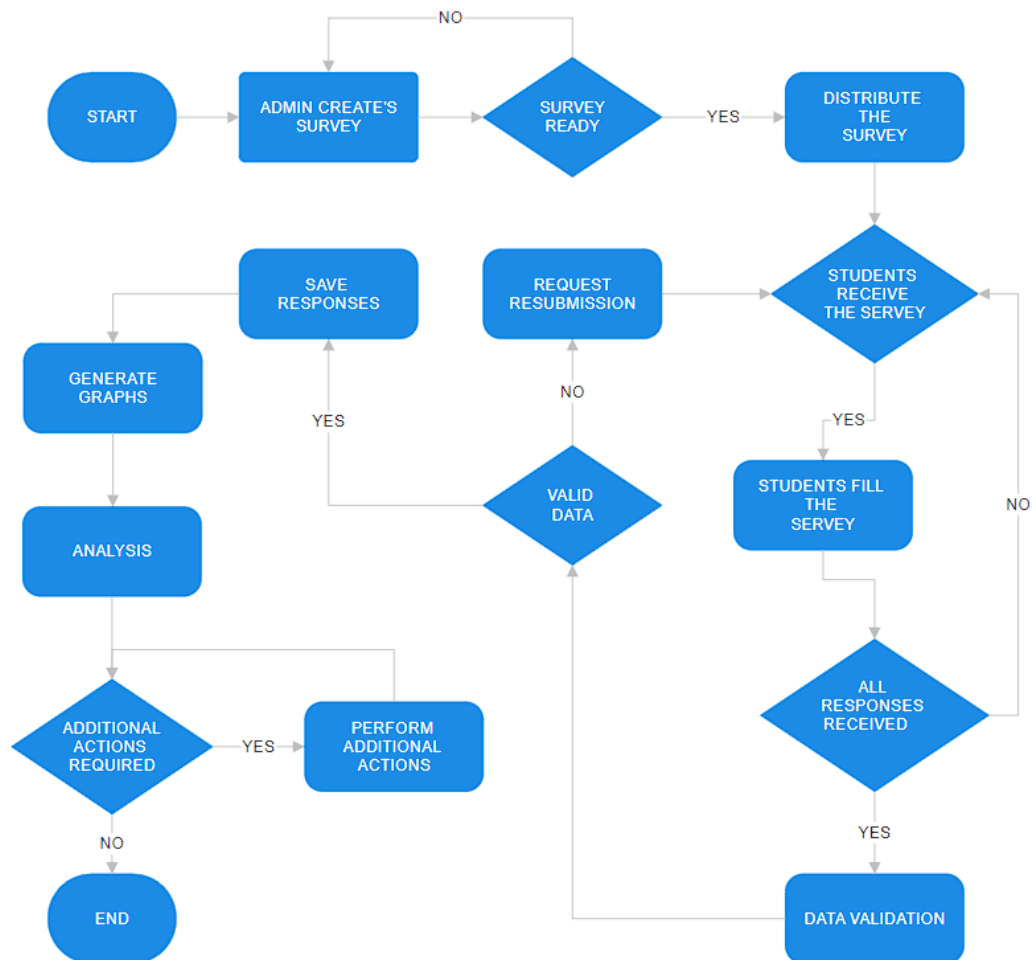 NO
START
ADMIN CREATE'S
SURVEY
SURVEY
READY
YES
DISTRIBUTE
THE
SURVEY
SAVE
RESPONSES
REQUEST
RESUBMISSION
STUDENTS
RECEIVE
THE SERVEY
GENERATE
GRAPHS
YES
NO
YES
STUDENTS FILL
THE
SERVEY
NO
VALID
DATA
ANALYSIS
ADDITIONAL
ACTIONS
REQUIRED
YES
PERFORM
ADDITIONAL
ACTIONS
ALL
RESPONSES
RECEIVED
NO
YES
END
DATA VALIDATION